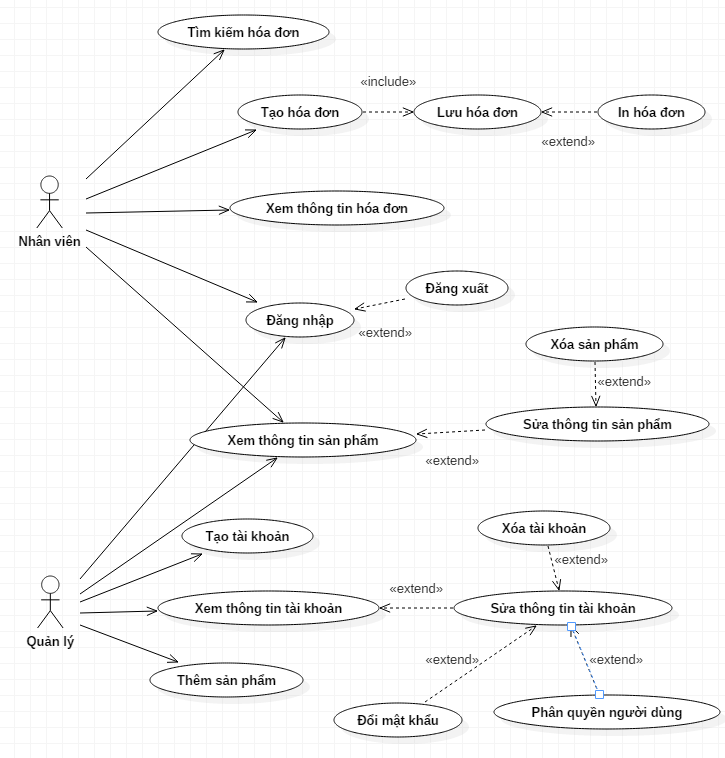 Tìm kiếm hóa đơn
«include»
Tạo hóa đơn
Lưu hóa đơn
In hóa đơn
«extend»
Xem thông tin hóa đơn
Nhân viên
Đăng xuất
Đăng nhập
«extend»
Xóa sản phẩm
«extend»
Sửa thông tin sản phẩm
Xem thông tin sản phẩm
«extend»
Tạo tài khoản
Xóa tài khoản
«extend»
«extend»
Xem thông tin tài khoản
Sửa thông tin tài khoản
Quản lý
«extend»
«extend»
Thêm sản phẩm
Đổi mật khẩu
Phân quyền người dùng